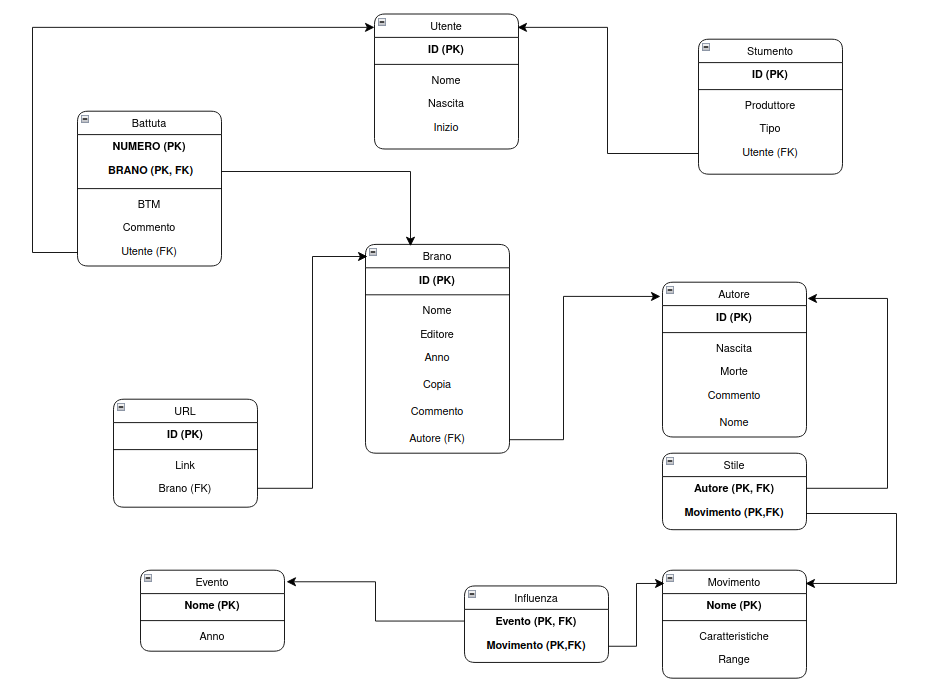 Utente
ID (PK)
Nome
Nascita
Inizio
Stumento
ID (PK)
Produttore
Tipo
Utente (FK)
Battuta
NUMERO (PK)
BRANO (PK, FK)
BTM
Commento
Utente (FK)
Brano
ID (PK)
Nome
Editore
Anno
Copia
Commento
Autore (FK)
Autore
ID (PK)
Nascita
Morte
Commento
Nome
URL
ID (PK)
Link
Brano (FK)
Stile
Autore (PK, FK)
Movimento (PK,FK)
Evento
Nome (PK)
Anno
Influenza
Evento (PK, FK)
Movimento (PK,FK)
Movimento
Nome (PK)
Caratteristiche
Range